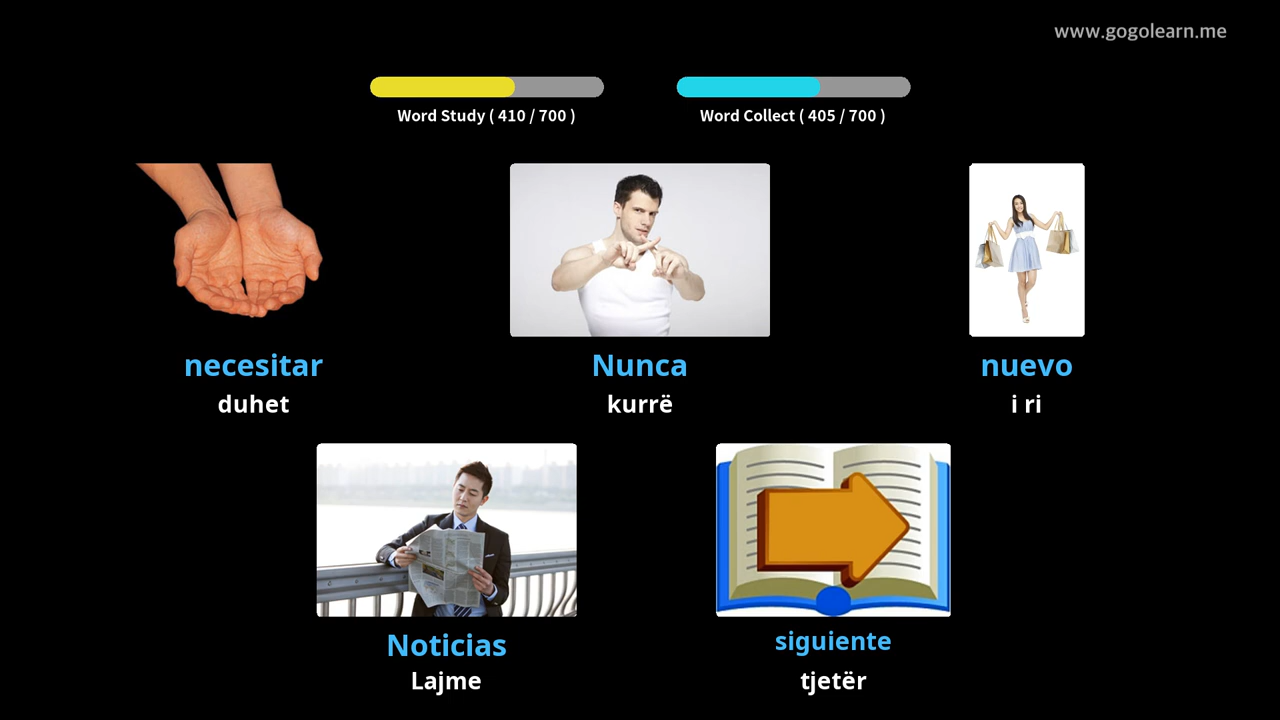 www.gogolearn.me
Word Study ( 410 / 700 )
Word Collect ( 405 / 700 )
necesitar
duhet
Nunca
kurrë
nuevo
i ri
Noticias
Lajme
siguiente
tjetër